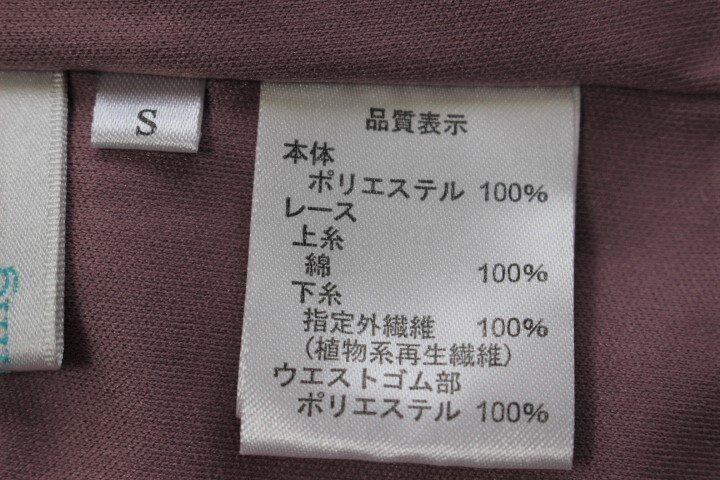 S
品質表示
本体
ポリエステル 100%
レース
上糸
綿 100%
下糸
指定外繊維 100%
(植物系再生繊維)
ウエストゴム部
ポリエステル 100%